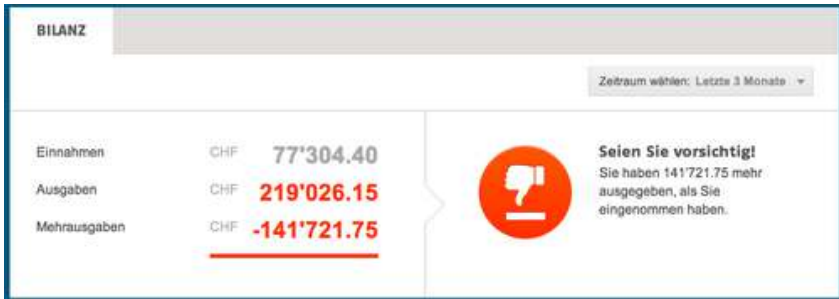 BILANZ
Zeitraum wählen: Letzte 3 Monate
Einnahmen CHF 77'304.40
Ausgaben CHF 219'026.15
Mehrausgaben CHF -141'721.75
Seien Sie vorsichtig!
Sie haben 141'721.75 mehr
ausgegeben, als Sie
eingenommen haben.